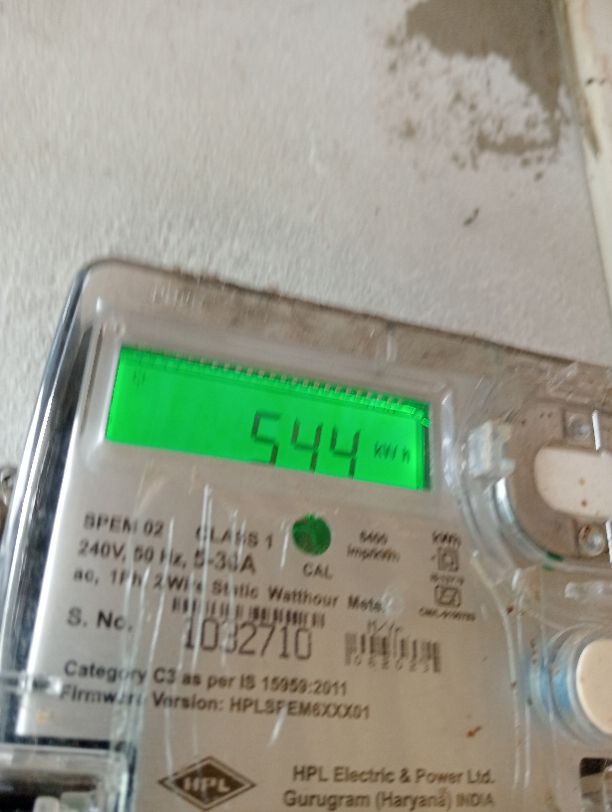 544 kWh
SPEM 02 CLASS 1 6400 kWh
240V, 50 Hz, 5-30A CAL imp/kWh
ac, 1Ph 2Wire Static Watthour Meter
S. No. 1032710 M/Yr
Category C3 as per IS 15959:2011
Firmware Version: HPLSPEM6XXX01
HPL
HPL Electric & Power Ltd.
Gurugram (Haryana) INDIA